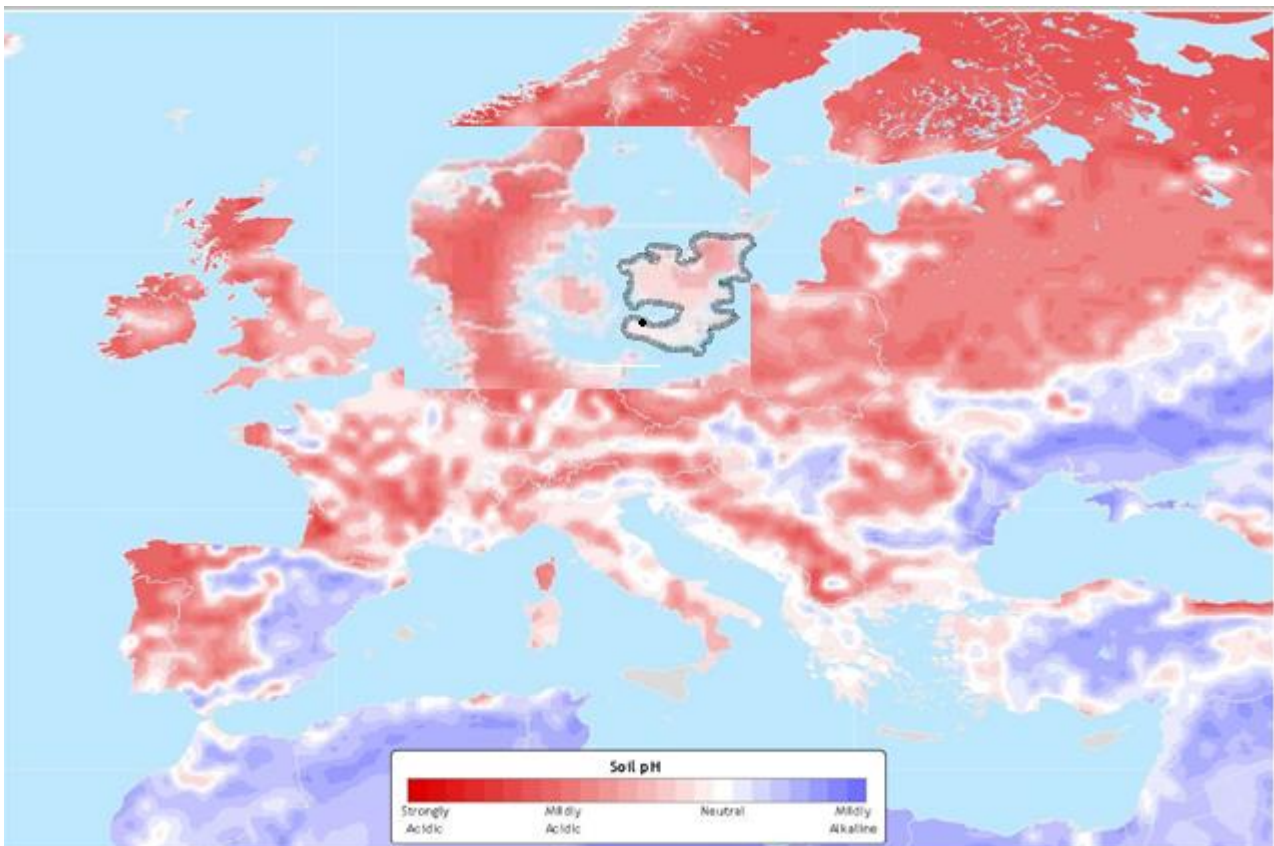 Soil pH
Strongly Acidic
Mildly Acidic
Neutral
Mildly Alkaline